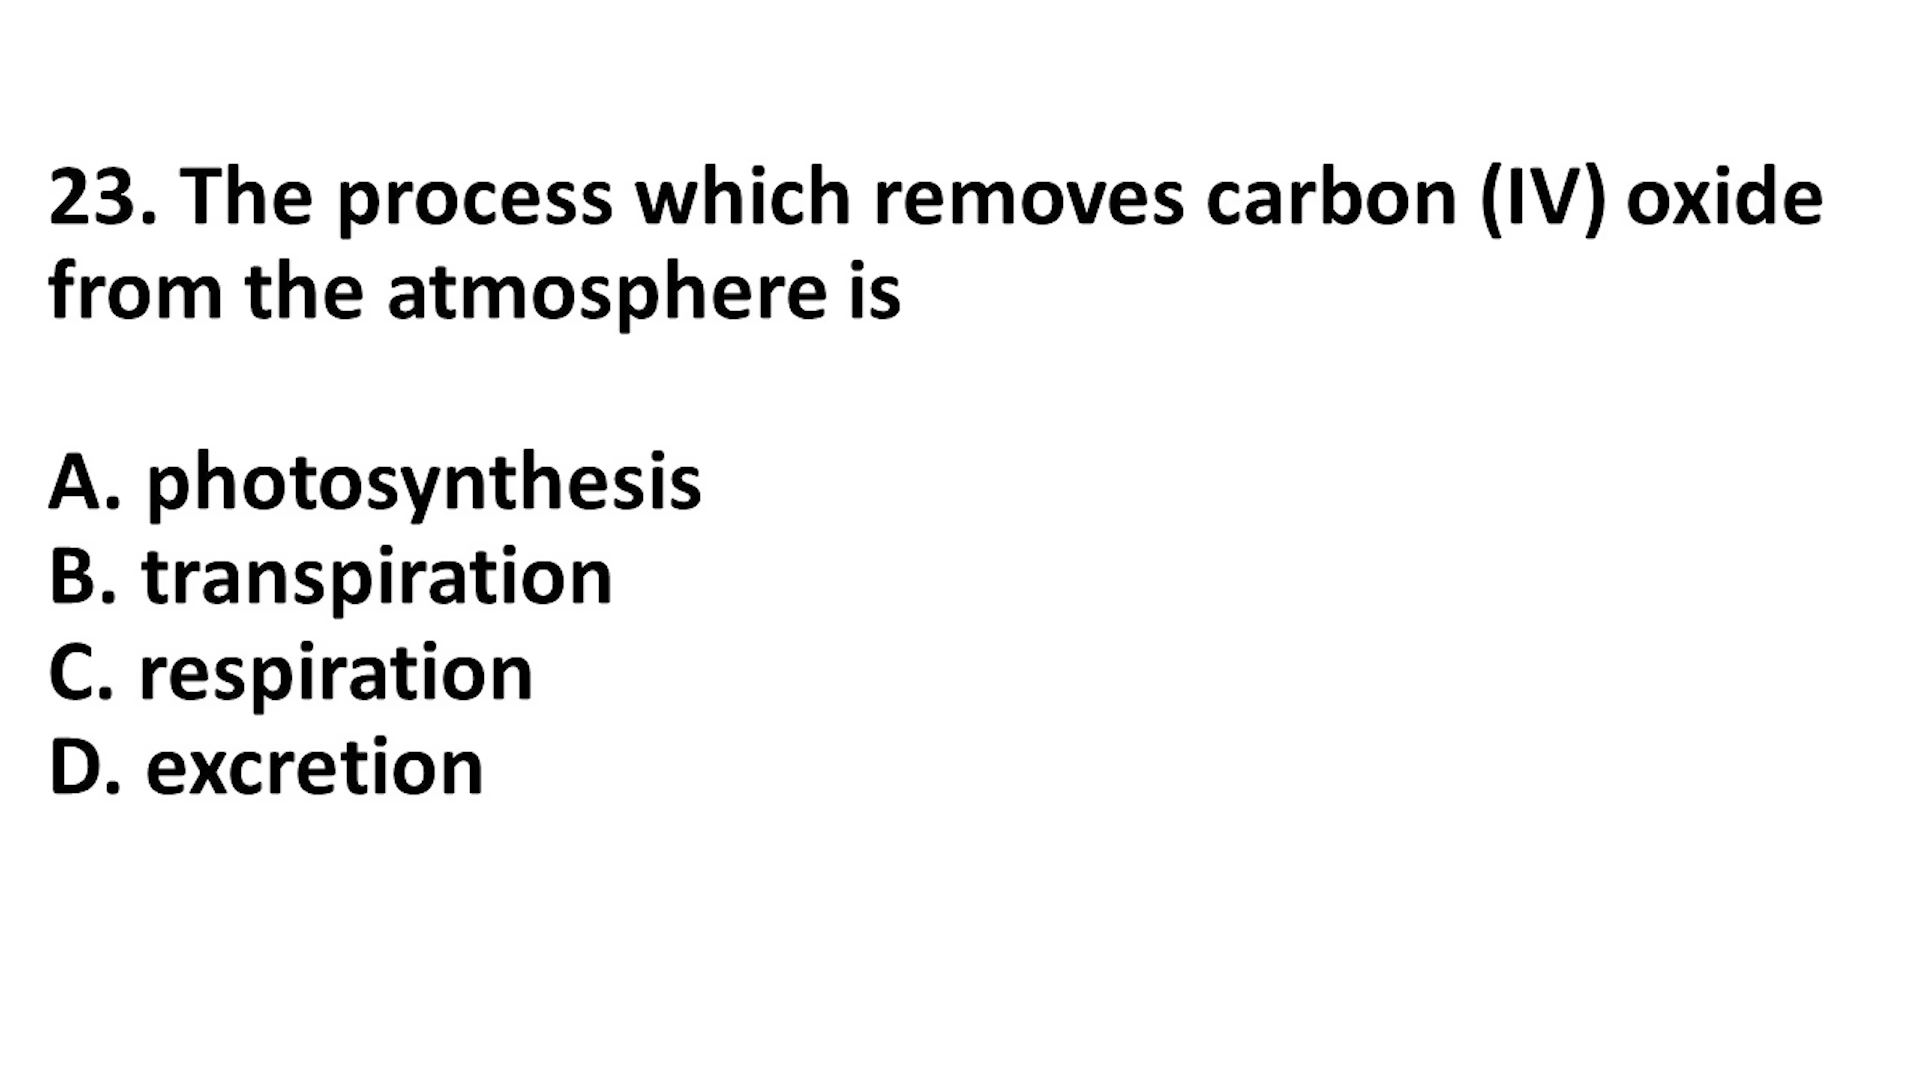 23. The process which removes carbon (IV) oxide
from the atmosphere is
A. photosynthesis
B. transpiration
C. respiration
D. excretion